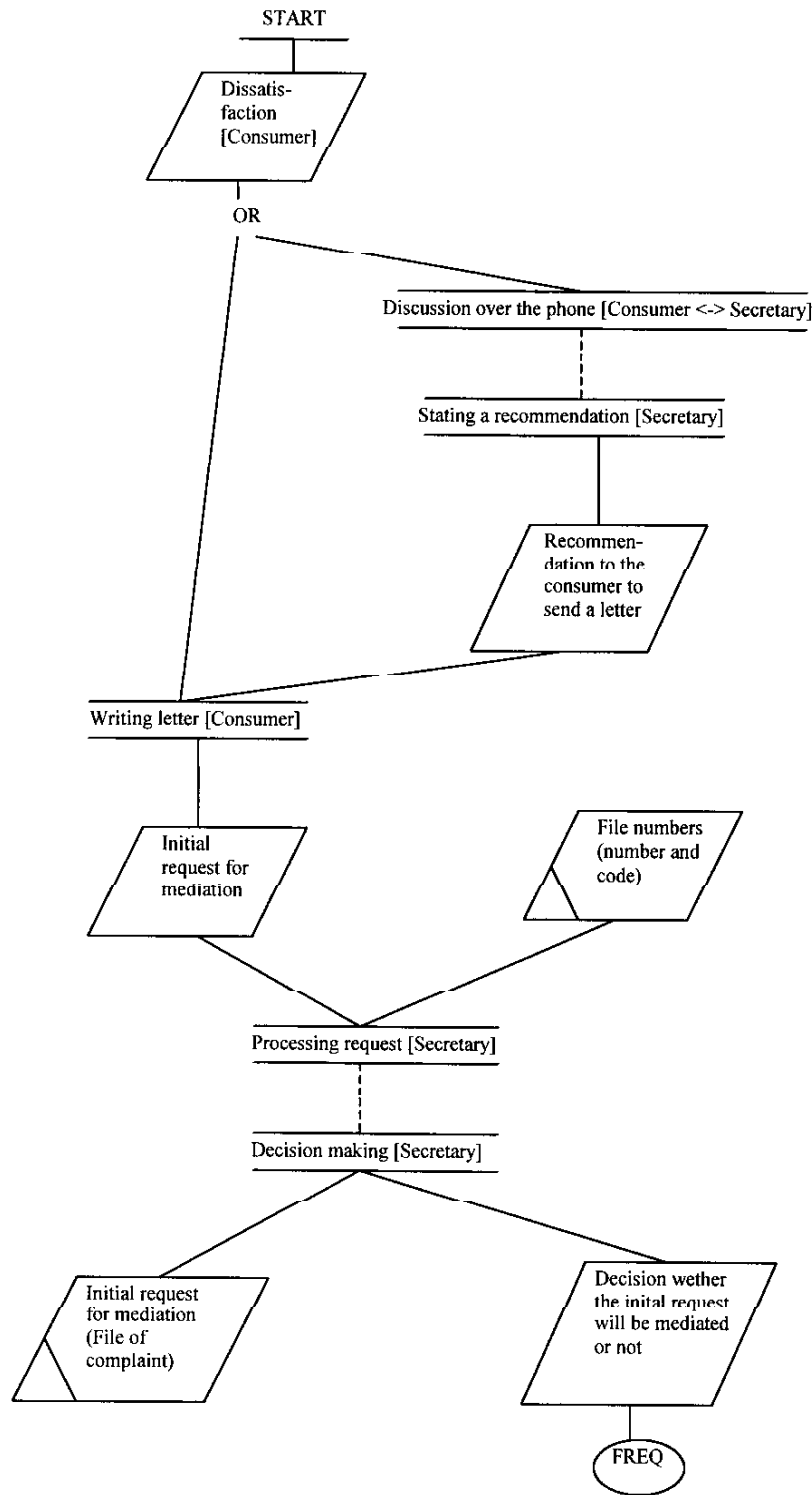 START
Dissatis-
faction
[Consumer]
OR
Discussion over the phone [Consumer <-> Secretary]
Stating a recommendation [Secretary]
Recommen-
dation to the
consumer to
send a letter
Writing letter [Consumer]
Initial
request for
mediation
File numbers
(number and
code)
Processing request [Secretary]
Decision making [Secretary]
Initial request
for mediation
(File of
complaint)
Decision wether
the inital request
will be mediated
or not
FREQ